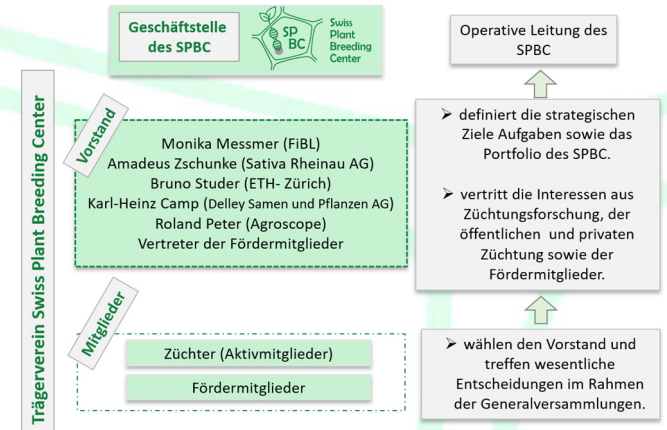 Geschäftstelle
des SPBC
SP
BC
Swiss
Plant
Breeding
Center
Operative Leitung des
SPBC
Trägerverein Swiss Plant Breeding Center
Vorstand
Monika Messmer (FiBL)
Amadeus Zschunke (Sativa Rheinau AG)
Bruno Studer (ETH- Zürich)
Karl-Heinz Camp (Delley Samen und Pflanzen AG)
Roland Peter (Agroscope)
Vertreter der Fördermitglieder
➢ definiert die strategischen
Ziele Aufgaben sowie das
Portfolio des SPBC.
➢ vertritt die Interessen aus
Züchtungsforschung, der
öffentlichen und privaten
Züchtung sowie der
Fördermitglieder.
Mitglieder
Züchter (Aktivmitglieder)
Fördermitglieder
➢ wählen den Vorstand und
treffen wesentliche
Entscheidungen im Rahmen
der Generalversammlungen.